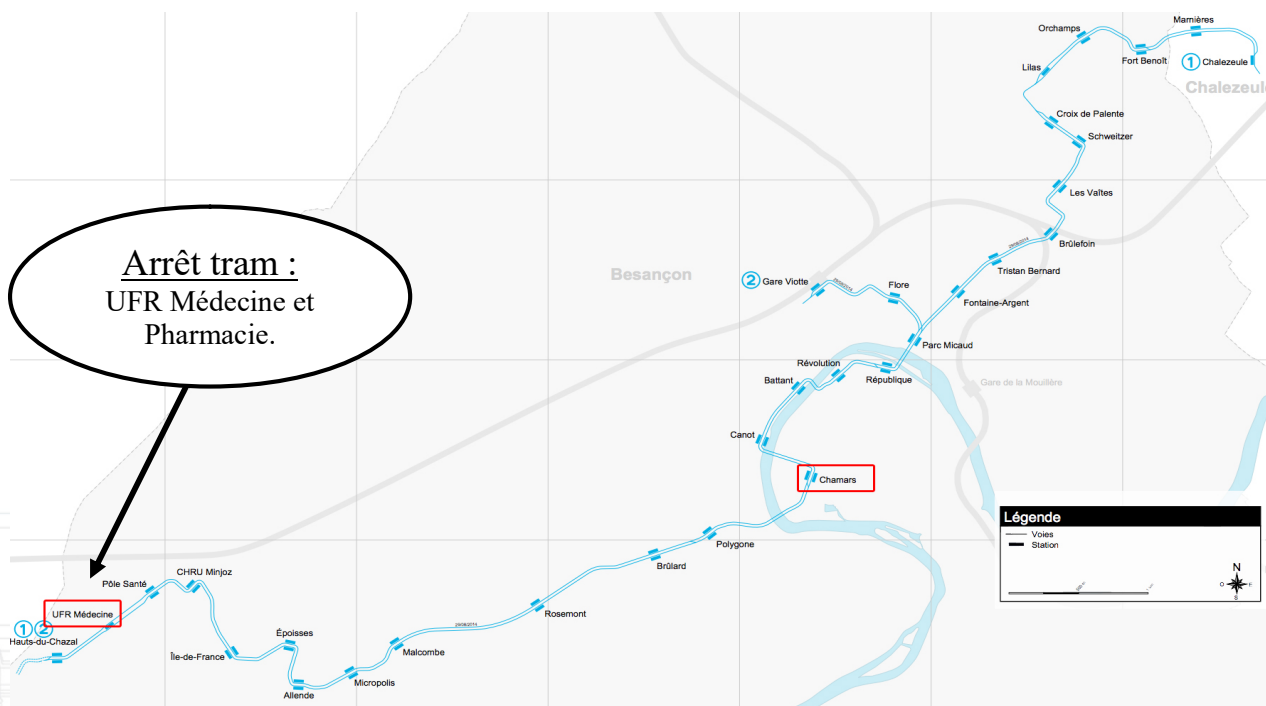 Marnières
Orchamps
Fort Benoît
① Chalezeule
Lilas
Chalezeul
Croix de Palente
Schweitzer
Les Vaîtes
Arrêt tram :
UFR Médecine et
Pharmacie.
Brûlefoin
Tristan Bernard
Besançon
② Gare Viotte
Flore
Fontaine-Argent
Parc Micaud
Révolution
Battant
République
Gare de la Mouillère
Canot
Chamars
Légende
Voies
Station
N
O
E
S
Polygone
Brûlard
CHRU Minjoz
Pôle Santé
UFR Médecine
Rosemont
① ②
Hauts-du-Chazal
Époisses
Île-de-France
Malcombe
Micropolis
Allende